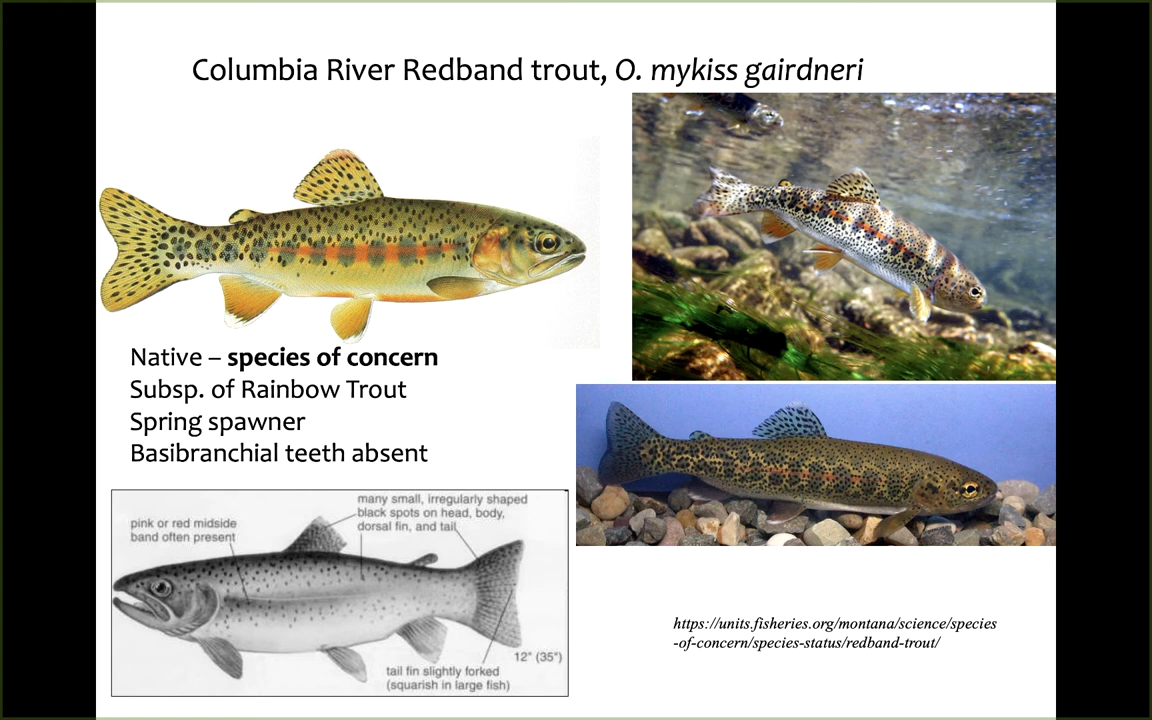 Columbia River Redband trout, O. mykiss gairdneri
Native – species of concern
Subsp. of Rainbow Trout
Spring spawner
Basibranchial teeth absent
many small, irregularly shaped
black spots on head, body,
dorsal fin, and tail
pink or red midside
band often present
12" (35")
tail fin slightly forked
(squarish in large fish)
https://units.fisheries.org/montana/science/species
-of-concern/species-status/redband-trout/